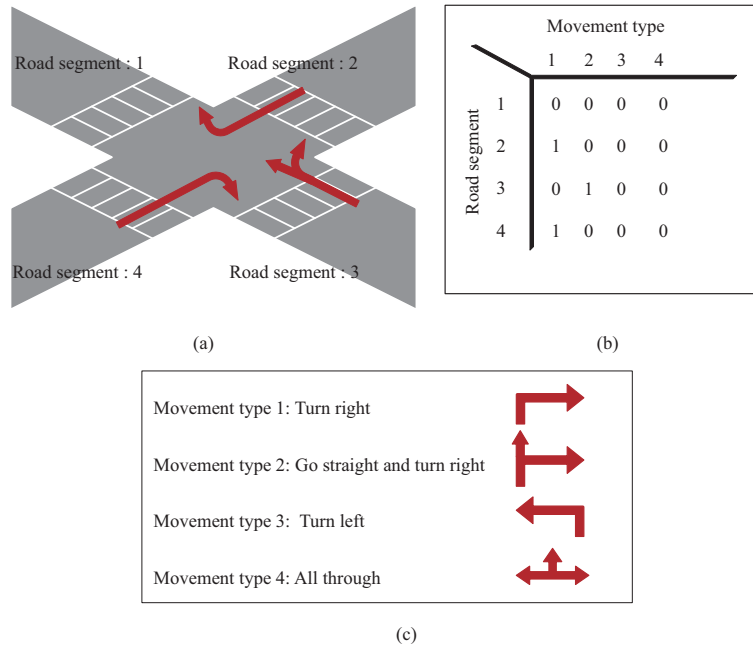 Road segment : 1
Road segment : 2
Road segment : 4
Road segment : 3
(a)
Movement type
1 2 3 4
Road segment
1 0 0 0 0
2 1 0 0 0
3 0 1 0 0
4 1 0 0 0
(b)
Movement type 1: Turn right
Movement type 2: Go straight and turn right
Movement type 3: Turn left
Movement type 4: All through
(c)